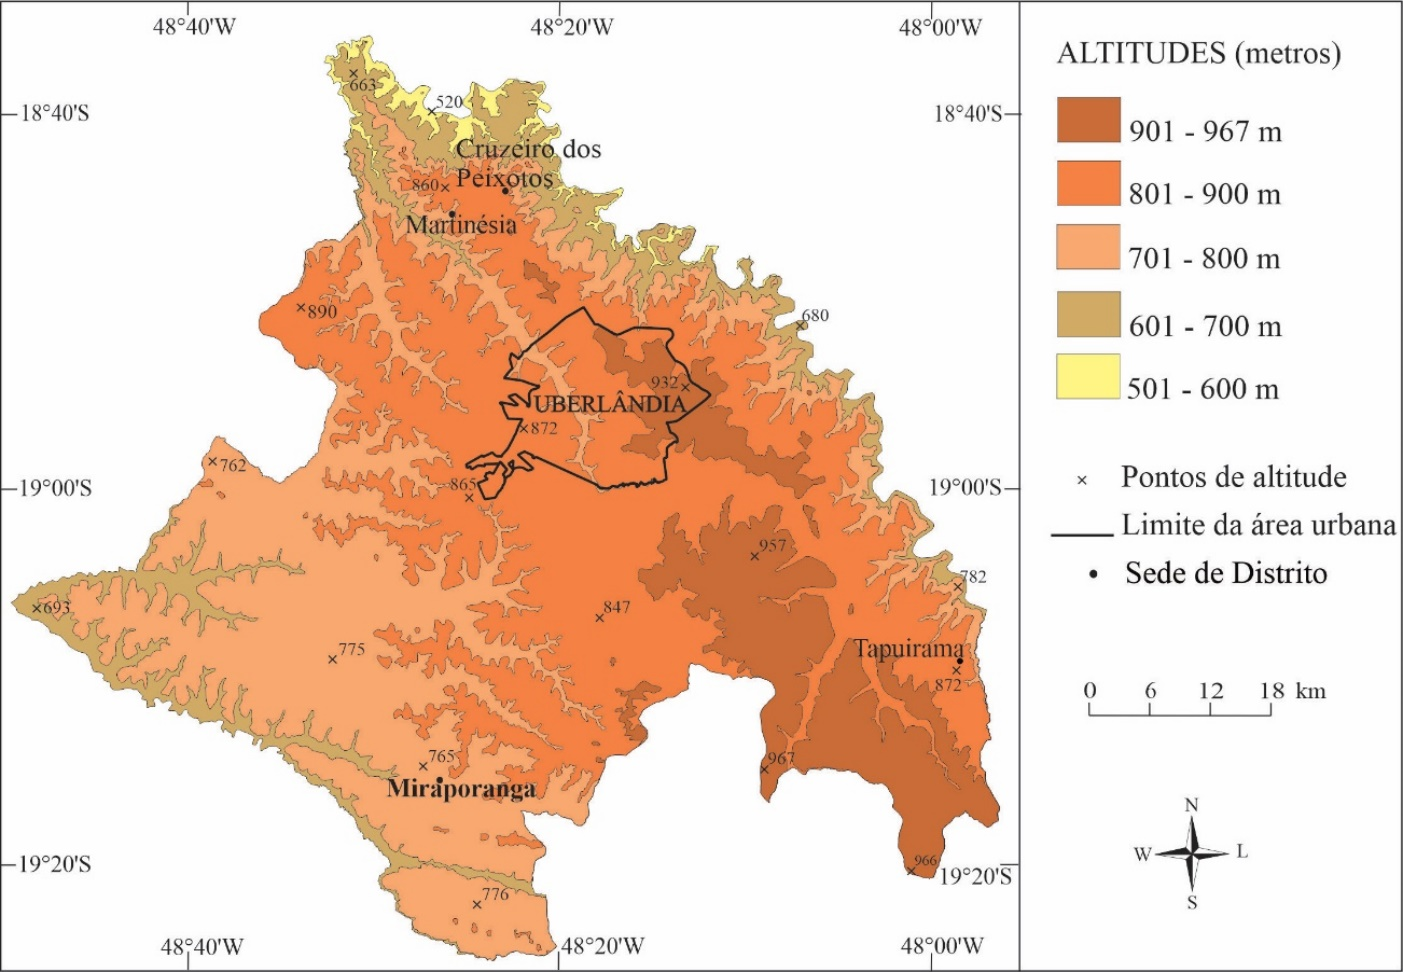 48°40'W
48°20'W
48°00'W
18°40'S
18°40'S
663
520
Cruzeiro dos
Peixotos
860
Martinésia
890
680
932
UBERLÂNDIA
872
762
865
19°00'S
19°00'S
957
782
693
847
775
Tapuirama
872
765
967
Miraporanga
966
19°20'S
19°20'S
776
48°40'W
48°20'W
48°00'W
ALTITUDES (metros)
901 - 967 m
801 - 900 m
701 - 800 m
601 - 700 m
501 - 600 m
Pontos de altitude
Limite da área urbana
Sede de Distrito
0 6 12 18 km
N
W L
S